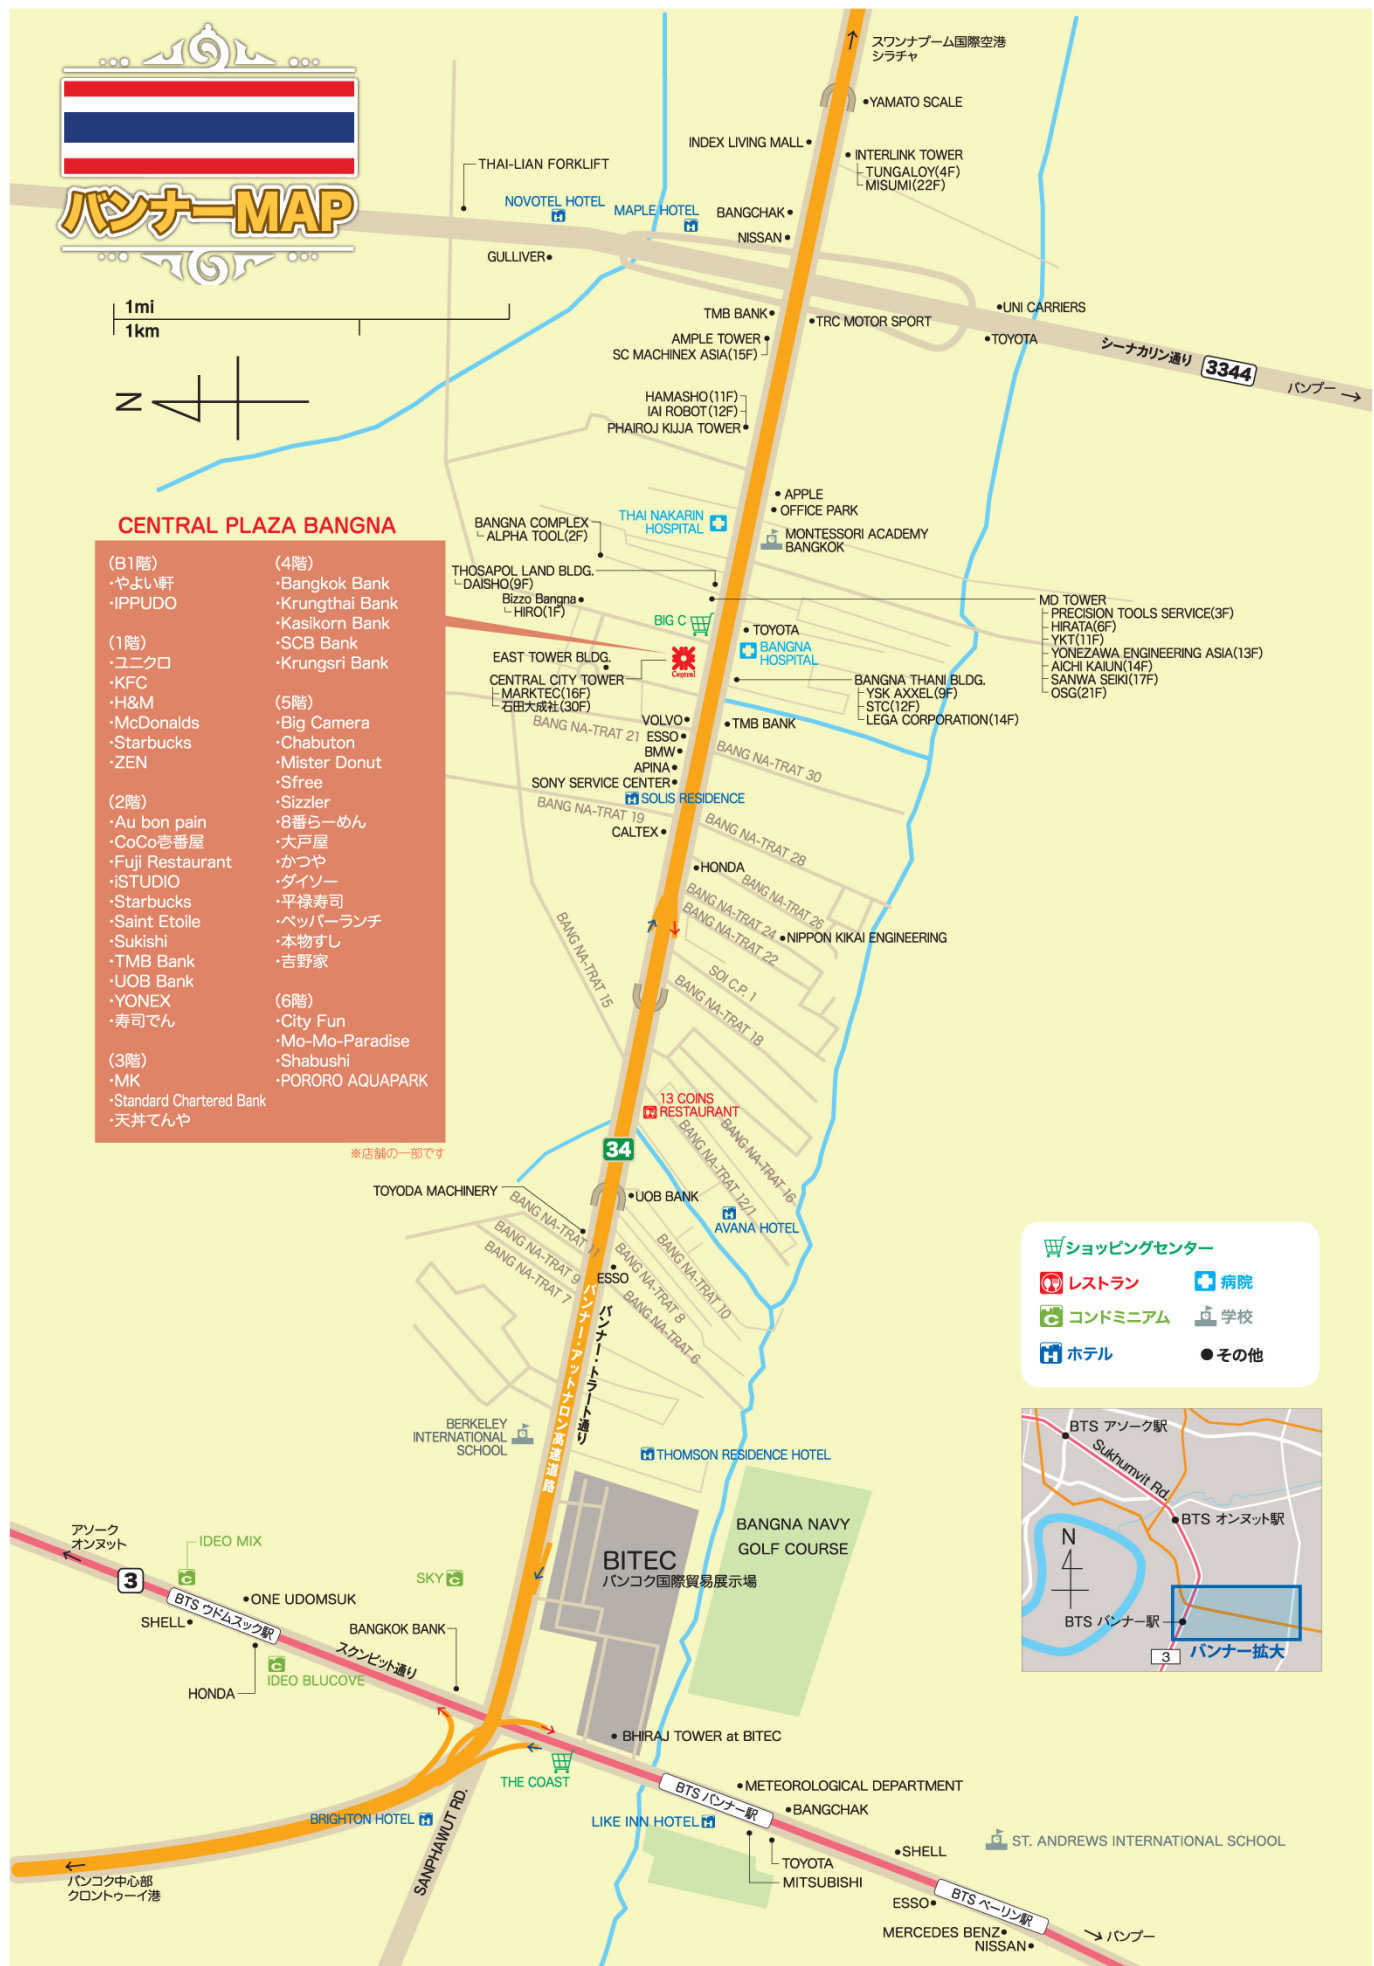 バンナーMAP
1mi
1km
N
スワンナプーム国際空港
シラチャ
YAMATO SCALE
INDEX LIVING MALL
INTERLINK TOWER
TUNGALOY(4F)
MISUMI(22F)
THAI-LIAN FORKLIFT
NOVOTEL HOTEL
MAPLE HOTEL
BANGCHAK
NISSAN
GULLIVER
UNI CARRIERS
TMB BANK
TRC MOTOR SPORT
TOYOTA
AMPLE TOWER
SC MACHINEX ASIA(15F)
シーナカリン通り
3344
バンプー
HAMASHO(11F)
IAI ROBOT(12F)
PHAIROJ KIJJA TOWER
APPLE
OFFICE PARK
THAI NAKARIN
HOSPITAL
MONTESSORI ACADEMY
BANGKOK
BANGNA COMPLEX
ALPHA TOOL(2F)
THOSAPOL LAND BLDG.
DAISHO(9F)
Bizzo Bangna
HIRO(1F)
BIG C
TOYOTA
BANGNA
HOSPITAL
MD TOWER
PRECISION TOOLS SERVICE(3F)
HIRATA(6F)
YKT(11F)
YONEZAWA ENGINEERING ASIA(13F)
AICHI KAIUN(14F)
SANWA SEIKI(17F)
OSG(21F)
EAST TOWER BLDG.
Central
CENTRAL CITY TOWER
MARKTEC(16F)
石田大成社(30F)
BANGNA THANI BLDG.
YSK AXXEL(9F)
STC(12F)
LEGA CORPORATION(14F)
VOLVO
TMB BANK
BANG NA-TRAT 21
ESSO
BMW
BANG NA-TRAT 30
APINA
SONY SERVICE CENTER
SOLIS RESIDENCE
BANG NA-TRAT 19
CALTEX
BANG NA-TRAT 28
HONDA
BANG NA-TRAT 26
BANG NA-TRAT 24
BANG NA-TRAT 22
NIPPON KIKAI ENGINEERING
BANG NA-TRAT 15
SOI C.P. 1
BANG NA-TRAT 18
CENTRAL PLAZA BANGNA
(B1階)
・やよい軒
・IPPUDO
(1階)
・ユニクロ
・KFC
・H&M
・McDonalds
・Starbucks
・ZEN
(2階)
・Au bon pain
・CoCo壱番屋
・Fuji Restaurant
・iSTUDIO
・Starbucks
・Saint Etoile
・Sukishi
・TMB Bank
・UOB Bank
・YONEX
・寿司でん
(3階)
・MK
・Standard Chartered Bank
・天丼てんや
(4階)
・Bangkok Bank
・Krungthai Bank
・Kasikorn Bank
・SCB Bank
・Krungsri Bank
(5階)
・Big Camera
・Chabuton
・Mister Donut
・Sfree
・Sizzler
・8番らーめん
・大戸屋
・かつや
・ダイソー
・平禄寿司
・ペッパーランチ
・本物すし
・吉野家
(6階)
・City Fun
・Mo-Mo-Paradise
・Shabushi
・PORORO AQUAPARK
※店舗の一部です
13 COINS
RESTAURANT
34
BANG NA-TRAT 16
BANG NA-TRAT 12/1
TOYODA MACHINERY
UOB BANK
AVANA HOTEL
BANG NA-TRAT 11
BANG NA-TRAT 9
BANG NA-TRAT 7
ESSO
BANG NA-TRAT 10
BANG NA-TRAT 8
BANG NA-TRAT 6
バンナー・アットナロン高速道路
バンナー・トラート通り
BERKELEY
INTERNATIONAL
SCHOOL
THOMSON RESIDENCE HOTEL
BANGNA NAVY
GOLF COURSE
BITEC
バンコク国際貿易展示場
アソーク
オンヌット
3
IDEO MIX
SKY
BTS ウドムスック駅
ONE UDOMSUK
SHELL
BANGKOK BANK
スクンビット通り
IDEO BLUCOVE
HONDA
BHIRAJ TOWER at BITEC
THE COAST
BRIGHTON HOTEL
LIKE INN HOTEL
BTS バンナー駅
METEOROLOGICAL DEPARTMENT
BANGCHAK
TOYOTA
MITSUBISHI
SHELL
ST. ANDREWS INTERNATIONAL SCHOOL
SANPHAWUT RD.
バンコク中心部
クロントゥーイ港
ESSO
BTS ベーリン駅
MERCEDES BENZ
NISSAN
バンプー
ショッピングセンター
レストラン
病院
コンドミニアム
学校
ホテル
その他
BTS アソーク駅
Sukhumvit Rd.
BTS オンヌット駅
N
BTS バンナー駅
3
バンナー拡大